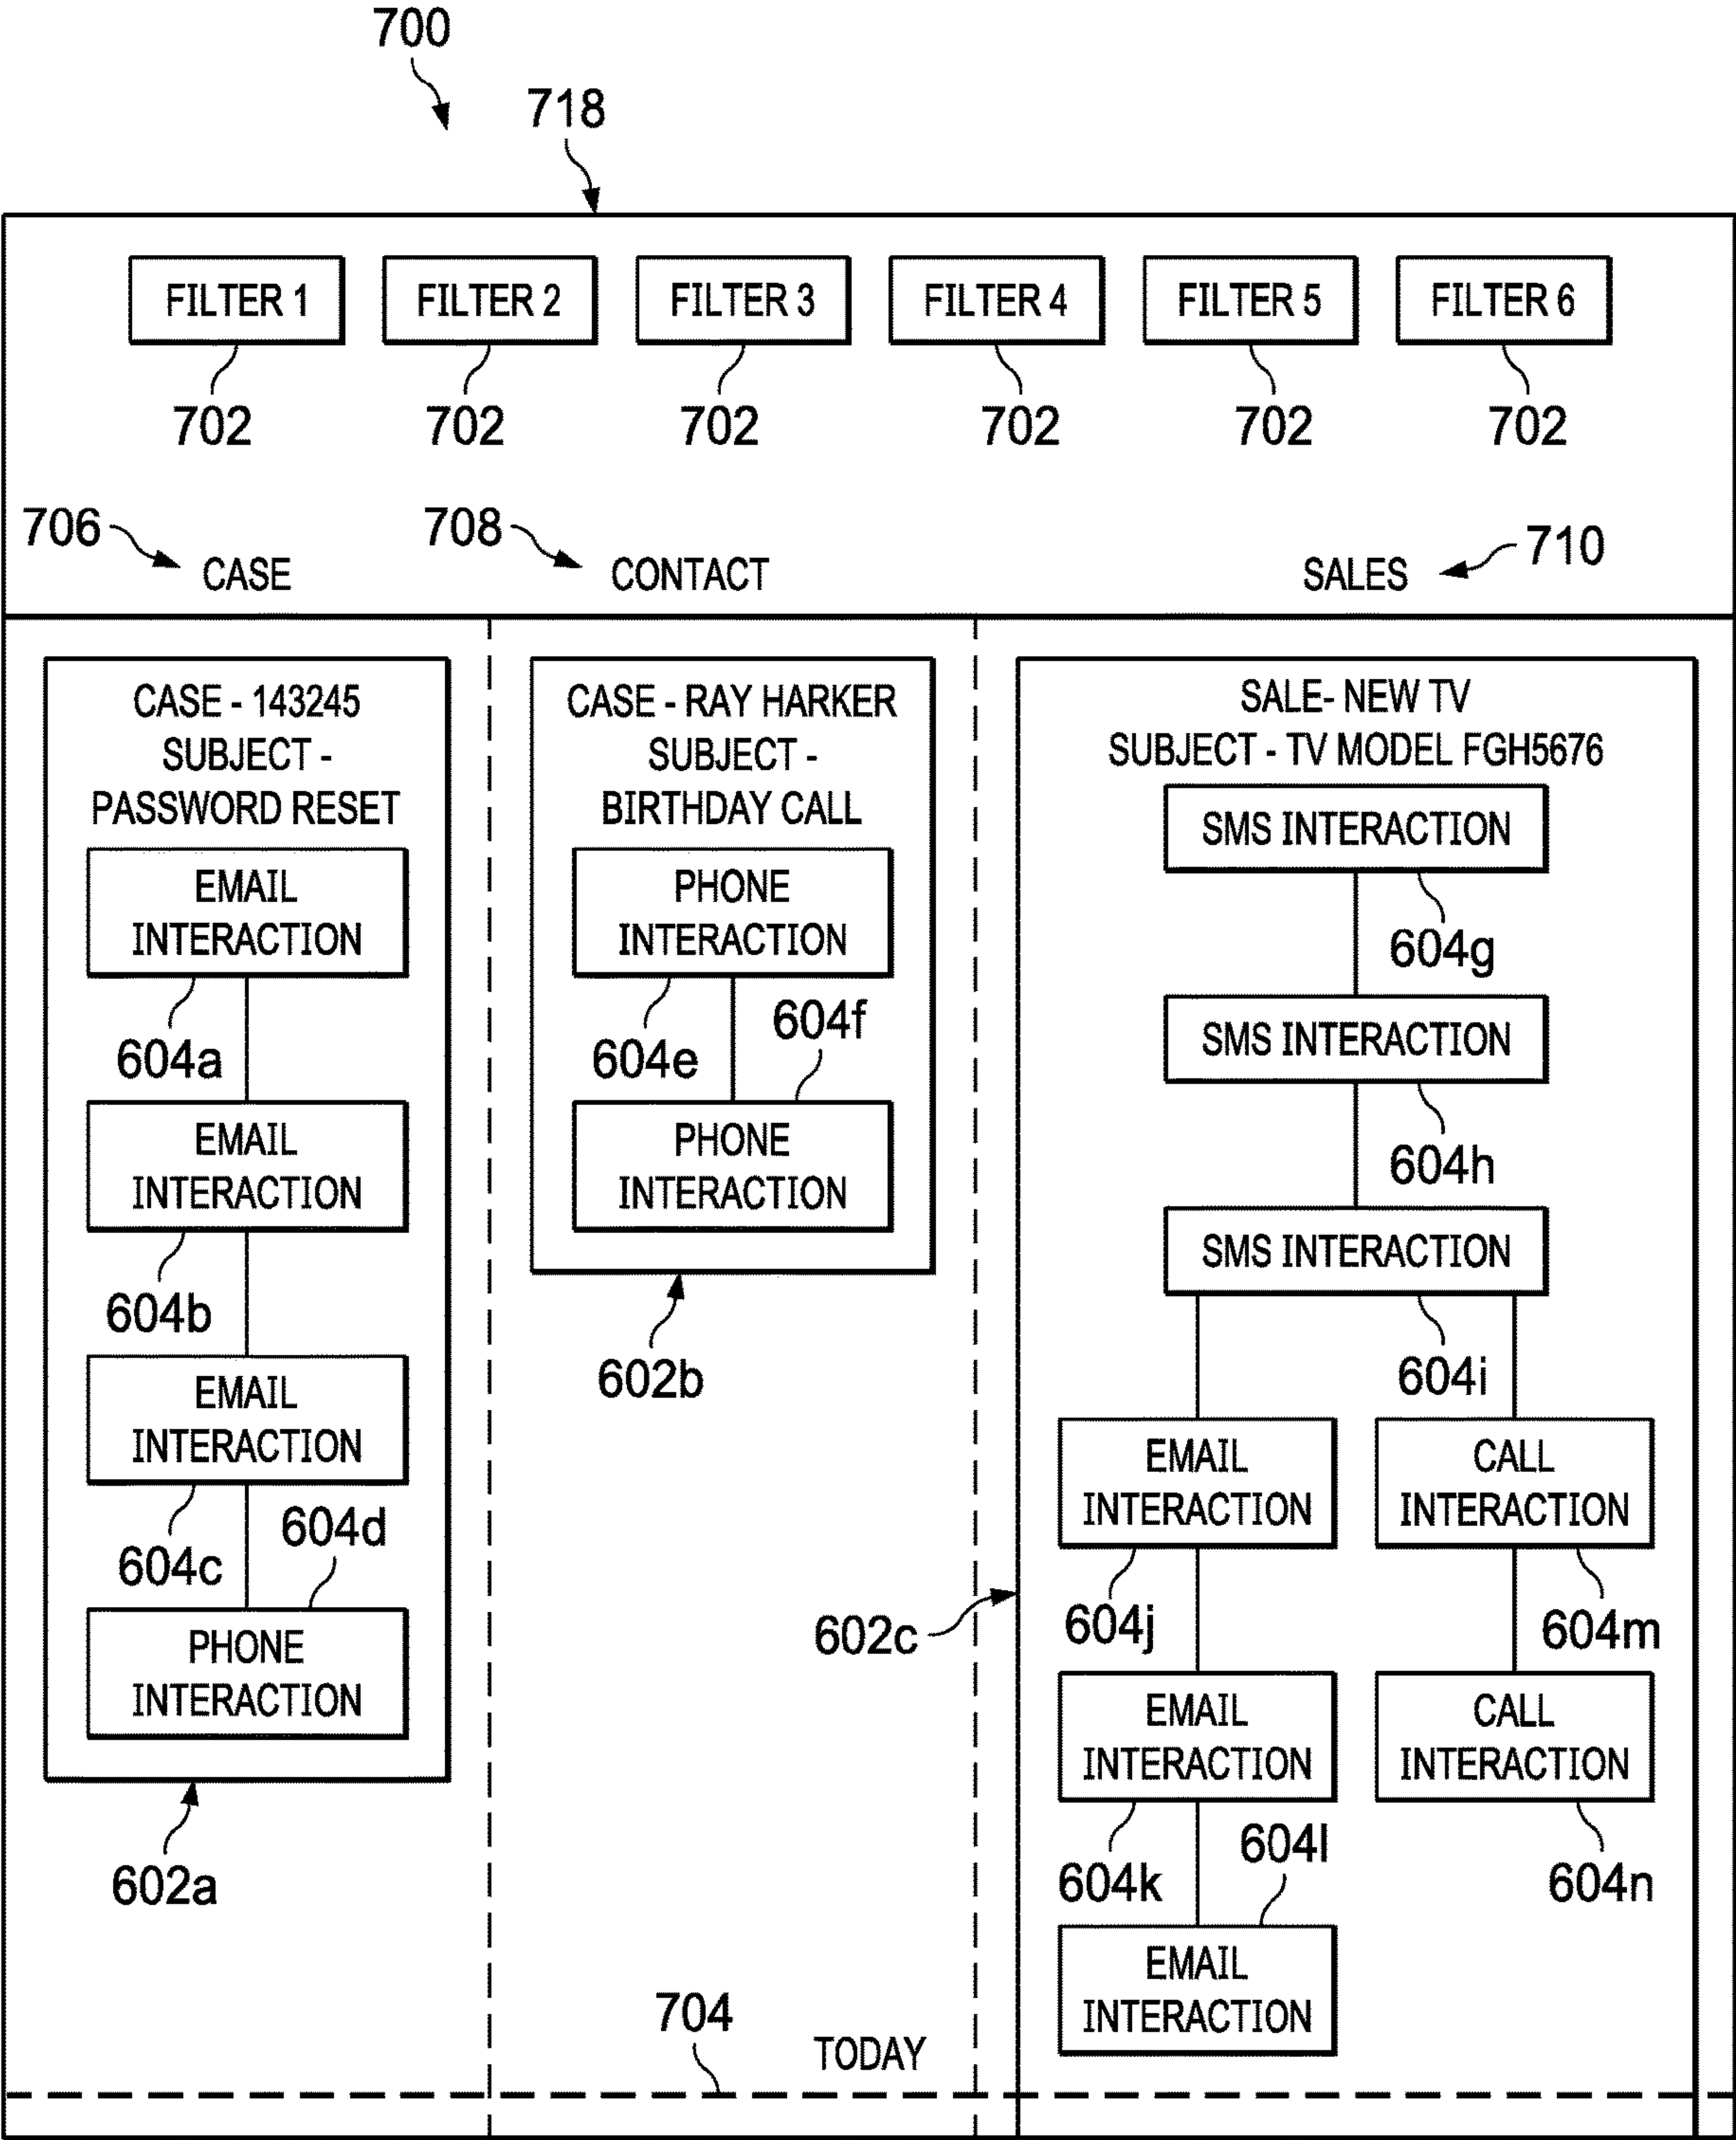 700
718
FILTER 1
FILTER 2
FILTER 3
FILTER 4
FILTER 5
FILTER 6
702
702
702
702
702
702
706
CASE
708
CONTACT
SALES
710
CASE - 143245
SUBJECT -
PASSWORD RESET
EMAIL
INTERACTION
604a
EMAIL
INTERACTION
604b
EMAIL
INTERACTION
604c
604d
PHONE
INTERACTION
602a
CASE - RAY HARKER
SUBJECT -
BIRTHDAY CALL
PHONE
INTERACTION
604e
604f
PHONE
INTERACTION
602b
SALE- NEW TV
SUBJECT - TV MODEL FGH5676
SMS INTERACTION
604g
SMS INTERACTION
604h
SMS INTERACTION
604i
EMAIL
INTERACTION
604j
CALL
INTERACTION
604m
602c
EMAIL
INTERACTION
604k
CALL
INTERACTION
604n
604l
EMAIL
INTERACTION
704
TODAY